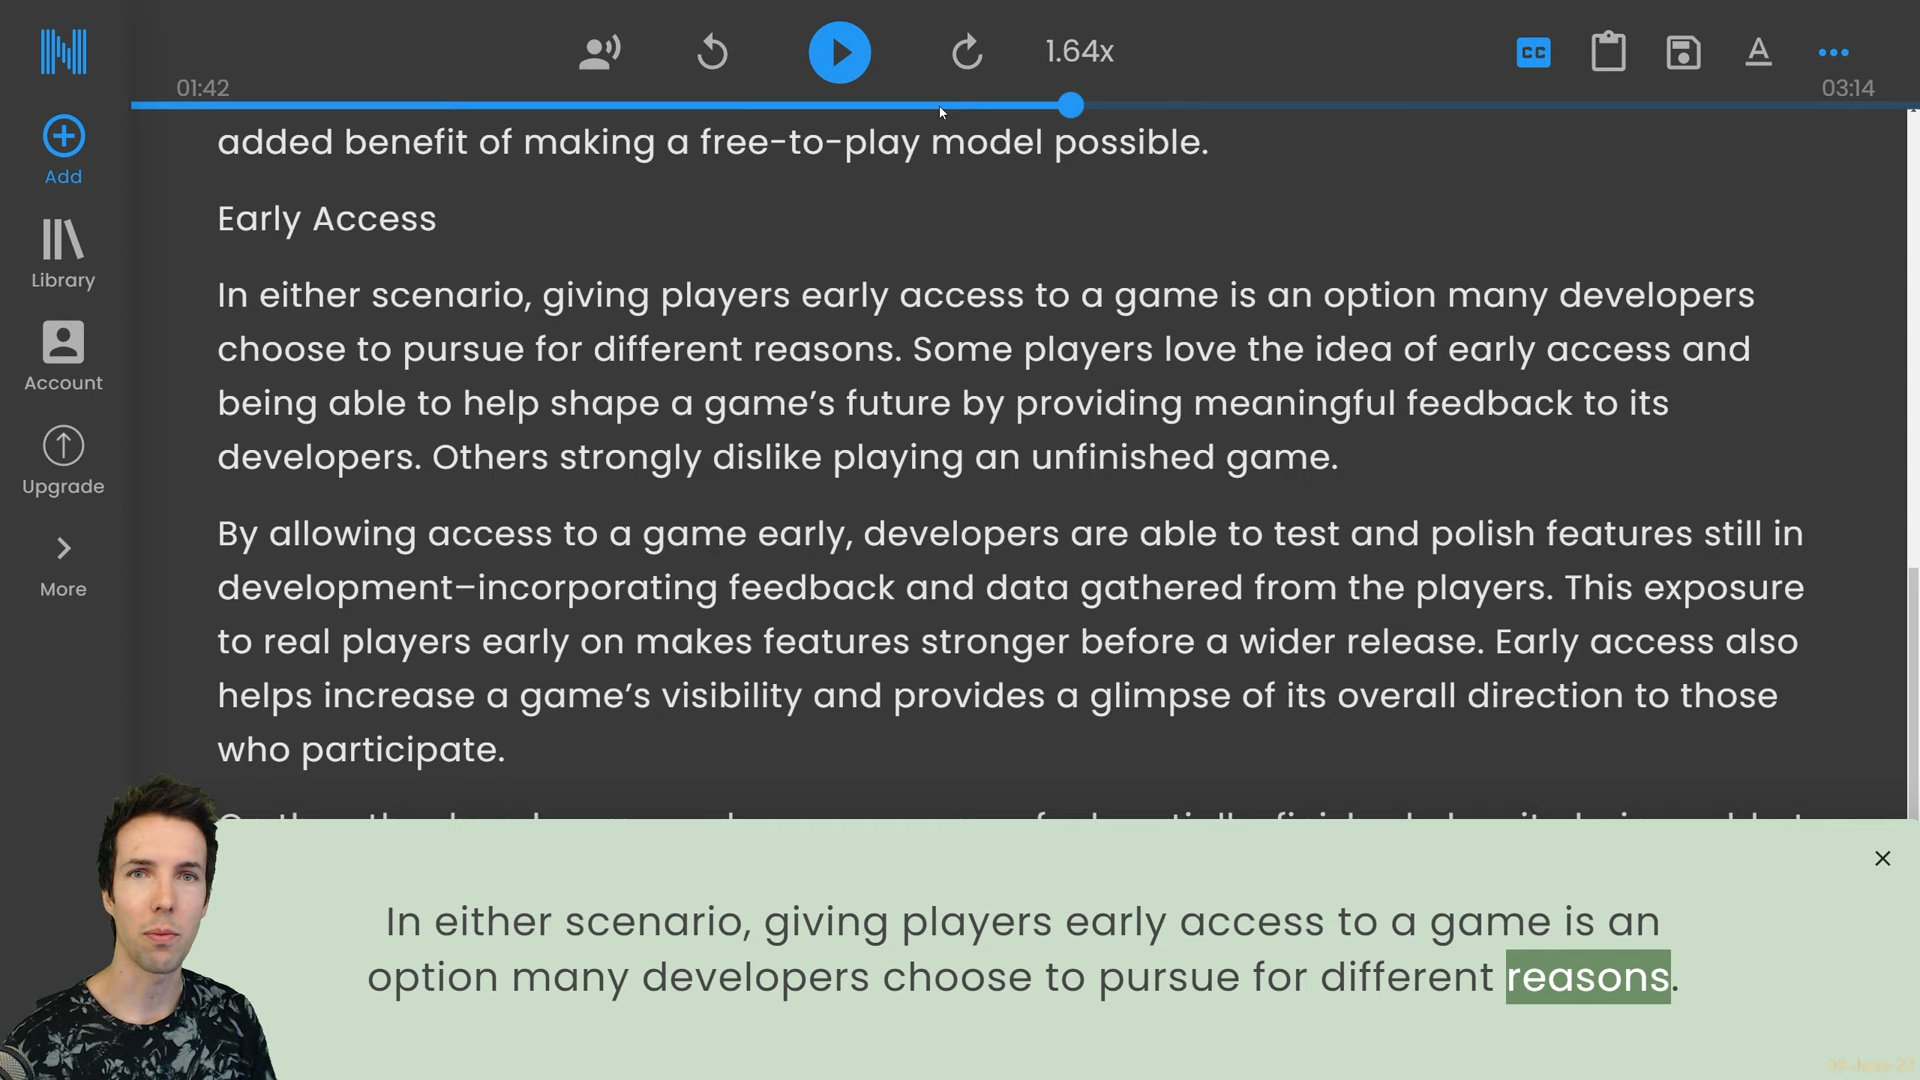 1.64x
CC
A
01:42
03:14
added benefit of making a free-to-play model possible.
Add
Early Access
Library
In either scenario, giving players early access to a game is an option many developers
choose to pursue for different reasons. Some players love the idea of early access and
being able to help shape a game’s future by providing meaningful feedback to its
developers. Others strongly dislike playing an unfinished game.
Account
Upgrade
By allowing access to a game early, developers are able to test and polish features still in
development–incorporating feedback and data gathered from the players. This exposure
to real players early on makes features stronger before a wider release. Early access also
helps increase a game’s visibility and provides a glimpse of its overall direction to those
who participate.
More
In either scenario, giving players early access to a game is an
option many developers choose to pursue for different reasons.